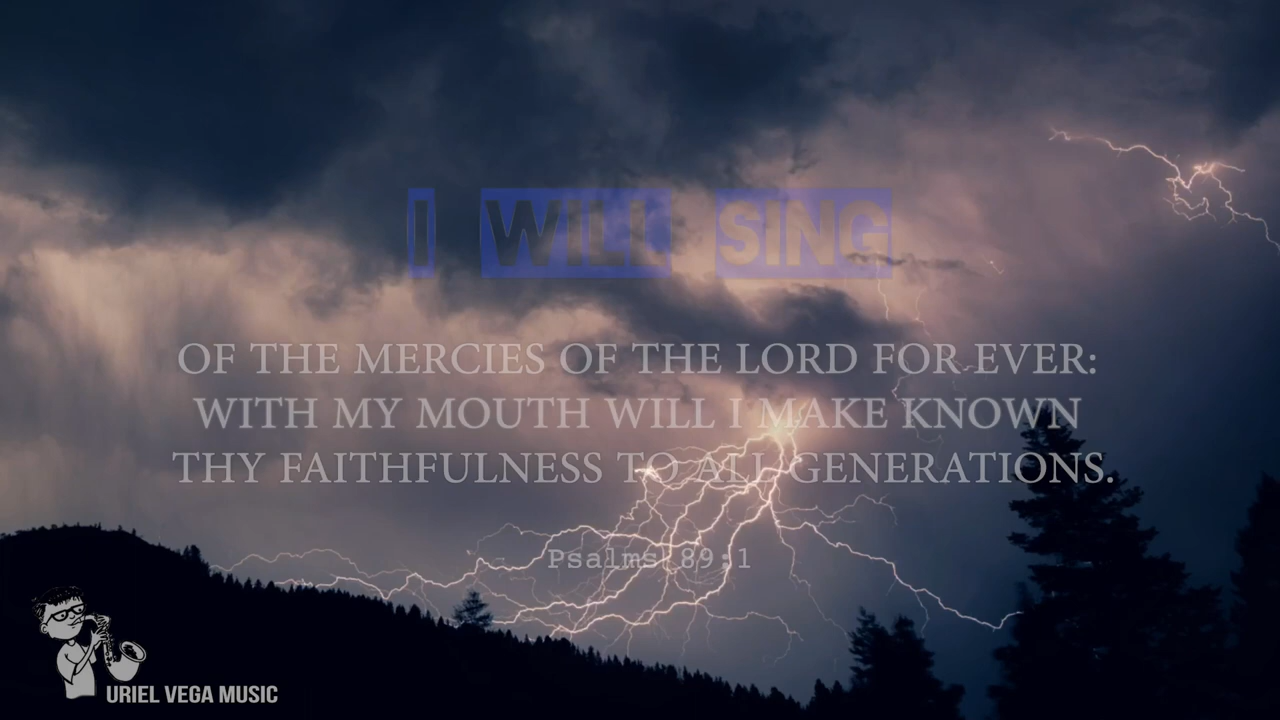 I WILL SING
OF THE MERCIES OF THE LORD FOR EVER:
WITH MY MOUTH WILL I MAKE KNOWN
THY FAITHFULNESS TO ALL GENERATIONS.
Psalms 89:1
URIEL VEGA MUSIC